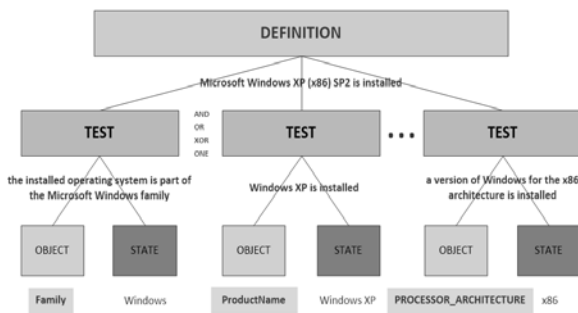 DEFINITION
Microsoft Windows XP (x86) SP2 is installed
TEST
AND
OR
XOR
ONE
TEST
...
TEST
the installed operating system is part of
the Microsoft Windows family
Windows XP is installed
a version of Windows for the x86
architecture is installed
OBJECT
STATE
OBJECT
STATE
OBJECT
STATE
Family
Windows
ProductName
Windows XP
PROCESSOR_ARCHITECTURE
x86